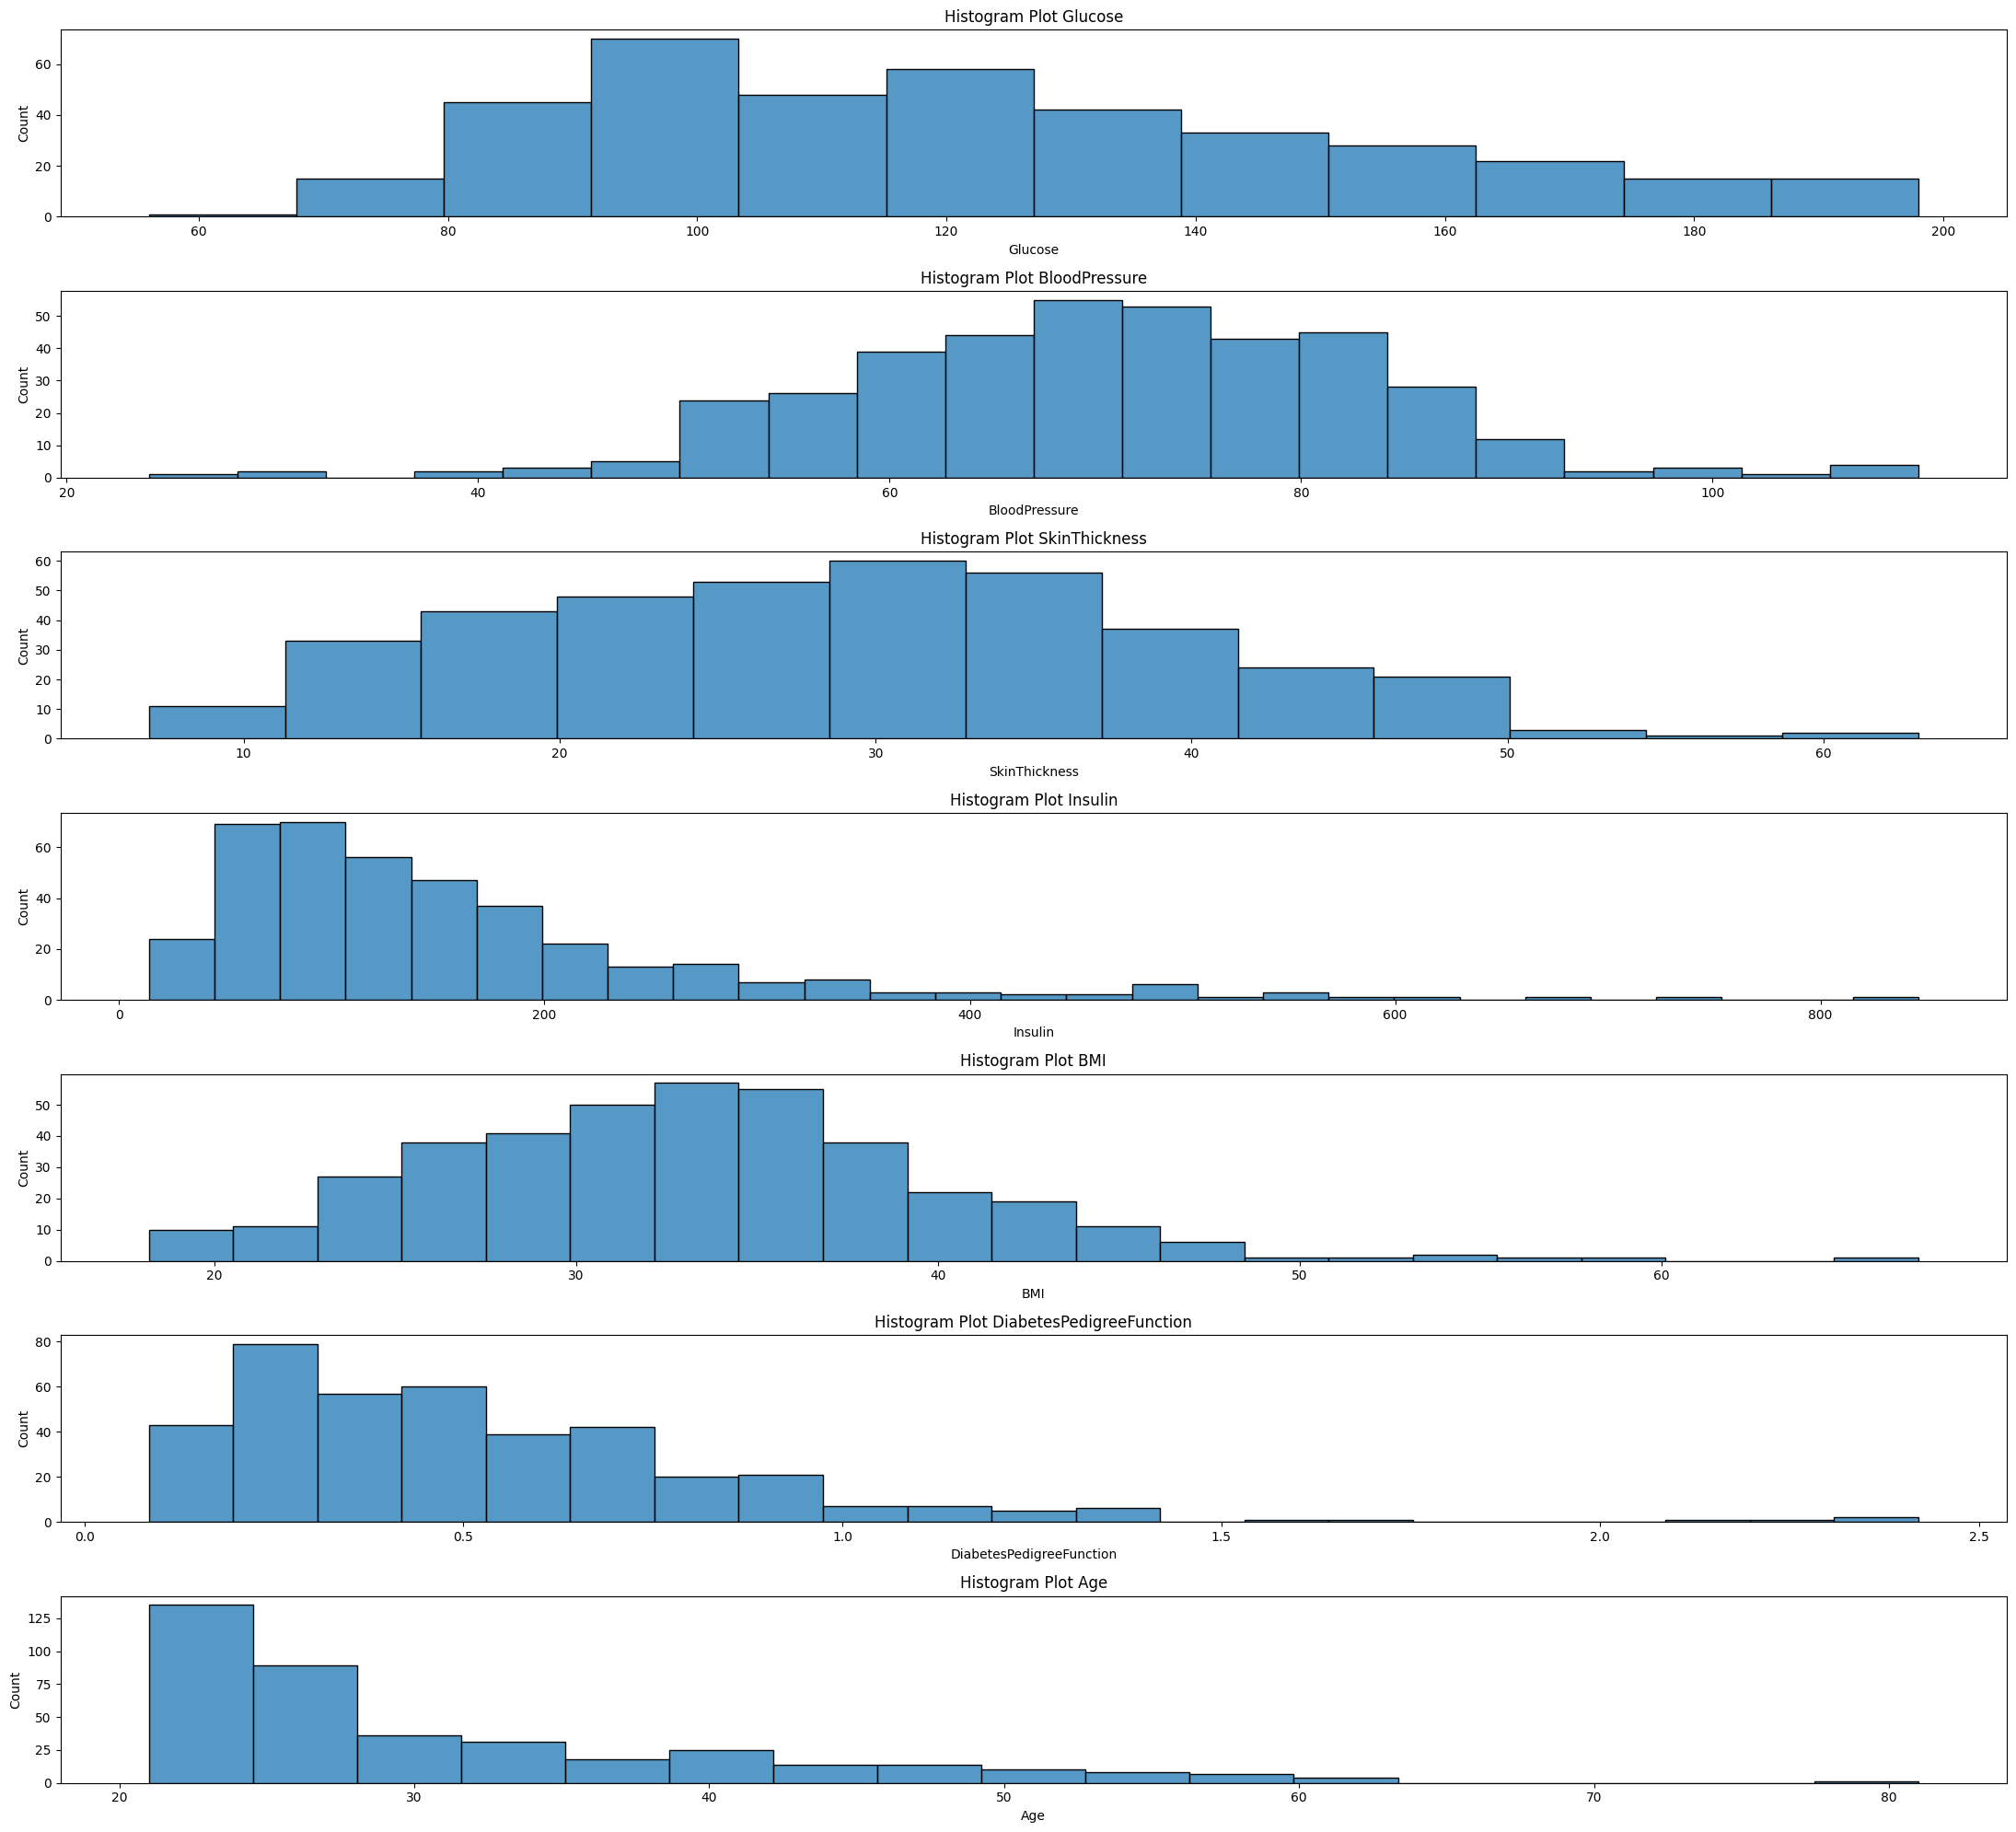 Histogram Plot Glucose
60
40
20
0
Count
60 80 100 120 140 160 180 200
Glucose
Histogram Plot BloodPressure
50
40
30
20
10
0
Count
20 40 60 80 100
BloodPressure
Histogram Plot SkinThickness
60
50
40
30
20
10
0
Count
10 20 30 40 50 60
SkinThickness
Histogram Plot Insulin
60
40
20
0
Count
0 200 400 600 800
Insulin
Histogram Plot BMI
50
40
30
20
10
0
Count
20 30 40 50 60
BMI
Histogram Plot DiabetesPedigreeFunction
80
60
40
20
0
Count
0.0 0.5 1.0 1.5 2.0 2.5
DiabetesPedigreeFunction
Histogram Plot Age
125
100
75
50
25
0
Count
20 30 40 50 60 70 80
Age